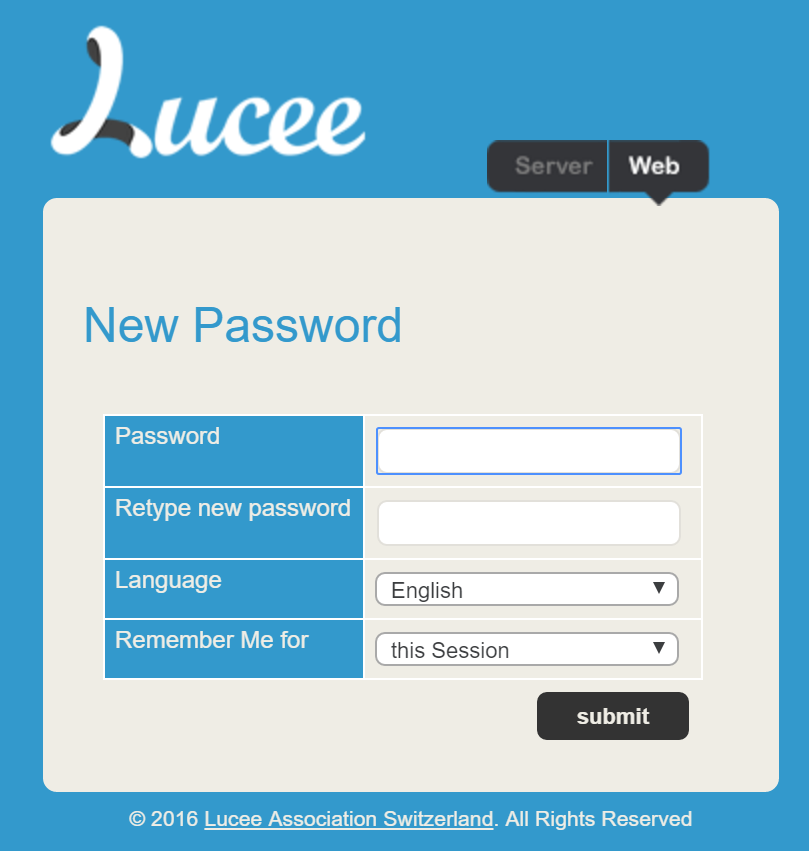 Lucee
Server Web
New Password
Password
Retype new password
Language English
Remember Me for this Session
submit
© 2016 Lucee Association Switzerland. All Rights Reserved